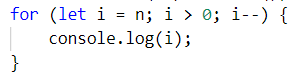 for (let i = n; i > 0; i--) {
    console.log(i);
}